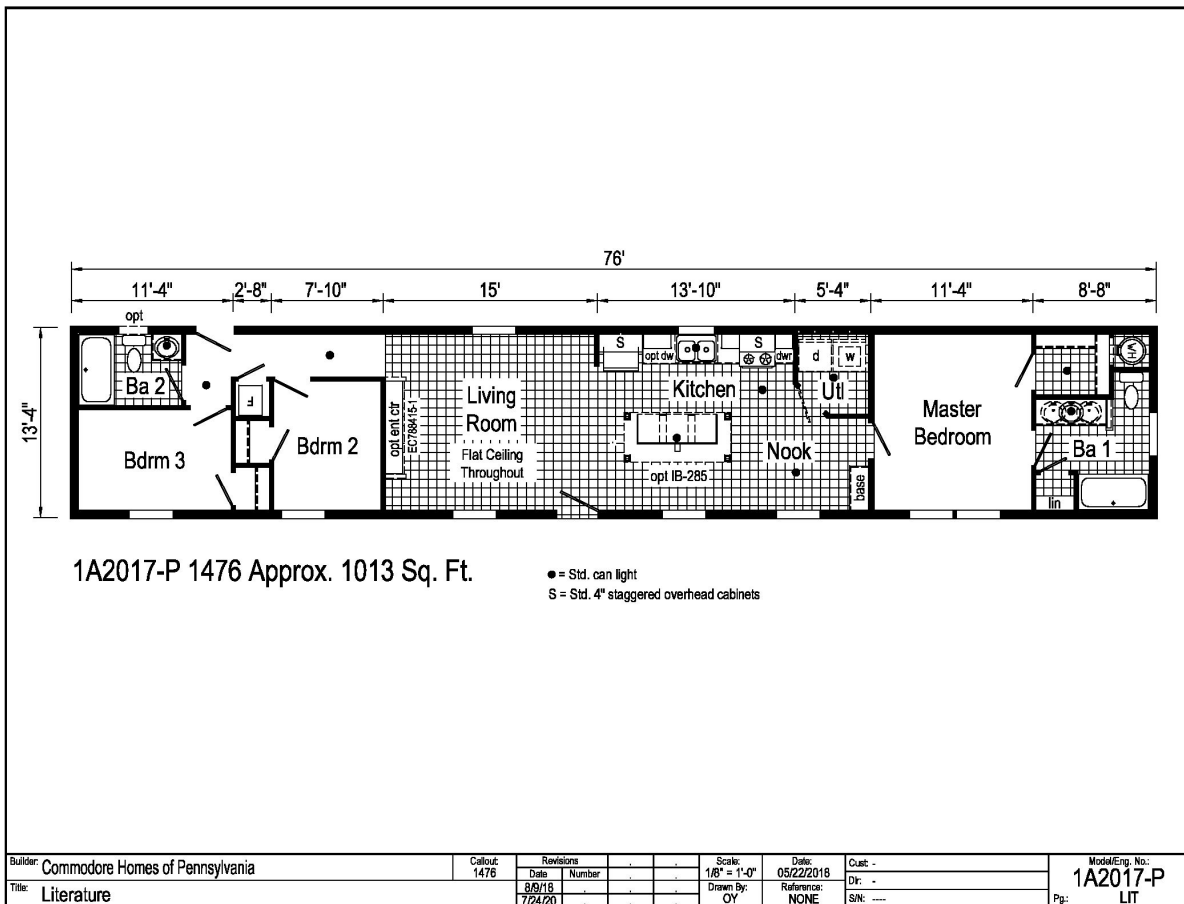 76'
11'-4" 2'-8" 7'-10" 15' 13'-10" 5'-4" 11'-4" 8'-8"
opt
13'-4"
Ba 2
Bdrm 3
F
Bdrm 2
opt ent ctr
EC788415-1
Living
Room
Flat Ceiling
Throughout
S
opt dw
S
dwr
Kitchen
opt IB-285
Nook
base
d w
Utl
Master
Bedroom
WH
Ba 1
lin
1A2017-P 1476 Approx. 1013 Sq. Ft.
● = Std. can light
S = Std. 4" staggered overhead cabinets
Builder: Commodore Homes of Pennsylvania
Title: Literature
Callout:
1476
Revisions
Date Number
8/9/18
7/24/20
Scale:
1/8" = 1'-0"
Drawn By:
OY
Date:
05/22/2018
Reference:
NONE
Cust: -
Dlr: -
S/N: ----
Model/Eng. No.:
1A2017-P
Pg.: LIT